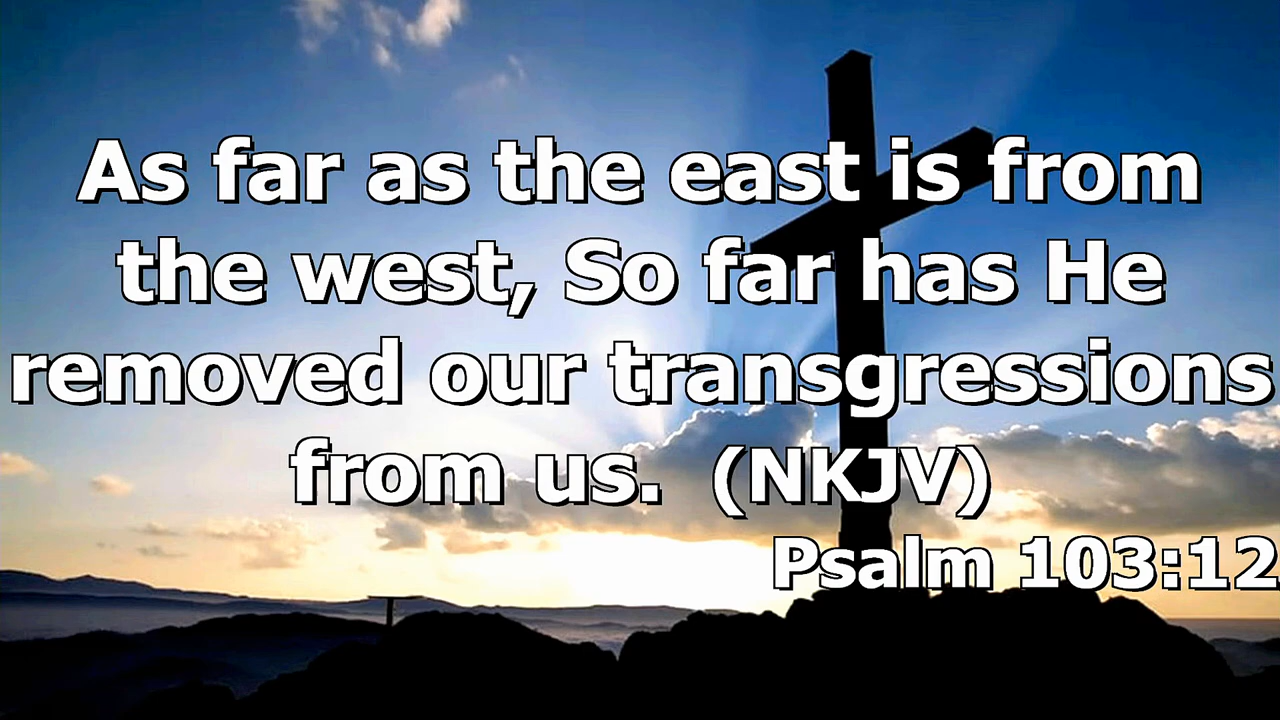 As far as the east is from
the west, So far has He
removed our transgressions
from us. (NKJV)
Psalm 103:12